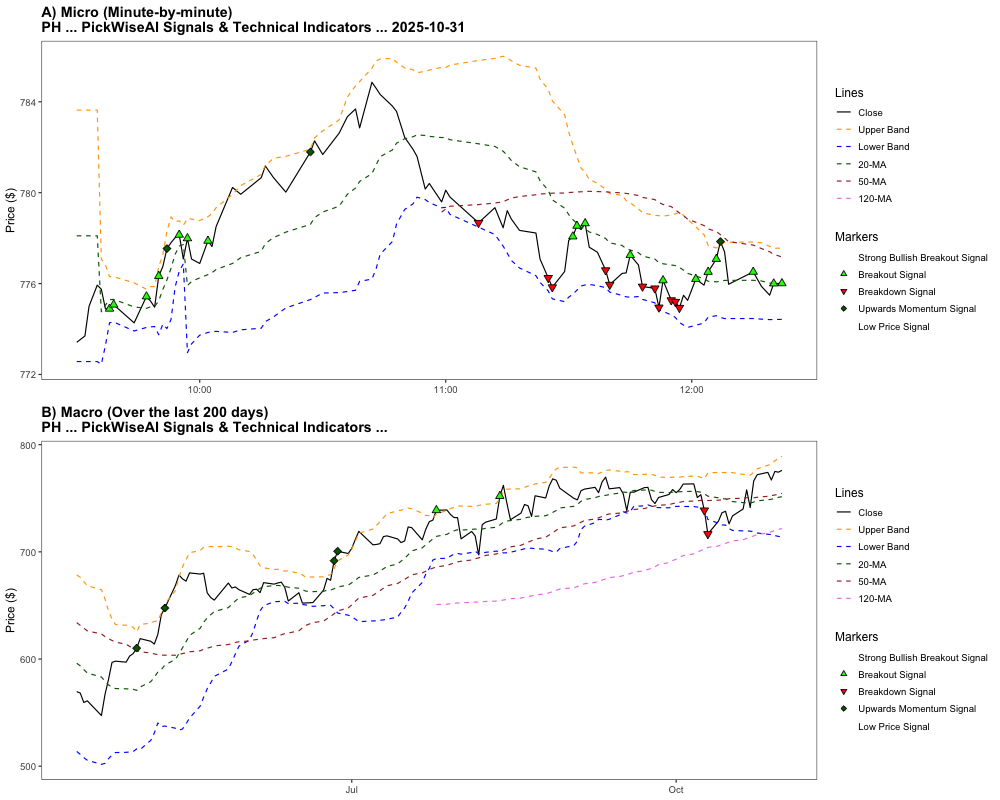 A) Micro (Minute-by-minute)
PH ... PickWiseAI Signals & Technical Indicators ... 2025-10-31
784
780
776
772
Price ($)
10:00
11:00
12:00
Lines
Close
Upper Band
Lower Band
20-MA
50-MA
120-MA
Markers
Strong Bullish Breakout Signal
Breakout Signal
Breakdown Signal
Upwards Momentum Signal
Low Price Signal
B) Macro (Over the last 200 days)
PH ... PickWiseAI Signals & Technical Indicators ...
800
700
600
500
Price ($)
Jul
Oct
Lines
Close
Upper Band
Lower Band
20-MA
50-MA
120-MA
Markers
Strong Bullish Breakout Signal
Breakout Signal
Breakdown Signal
Upwards Momentum Signal
Low Price Signal